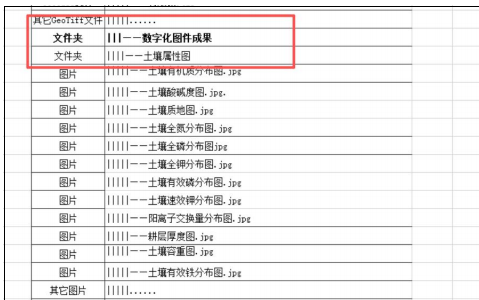 其它GeoTiff文件 |||||......
文件夹 |||——数字化图件成果
文件夹 ||||——土壤属性图
图片 |||||——土壤有机质分布图.jpg
图片 |||||——土壤酸碱度图.jpg.
图片 |||||——土壤质地图.jpg
图片 |||||——土壤全氮分布图.jpg
图片 |||||——土壤全磷分布图jpg
图片 |||||——土壤全钾分布图.jpg
图片 |||||——土壤有效磷分布图.jpg
图片 |||||——土壤速效钾分布图.jpg
图片 |||||——阳离子交换量分布图.jpg
图片 |||||——耕层厚度图.jpg
图片 |||||——土壤容重图.jpg
图片 |||||——土壤有效铁分布图.jpg
其它图片 |||||......